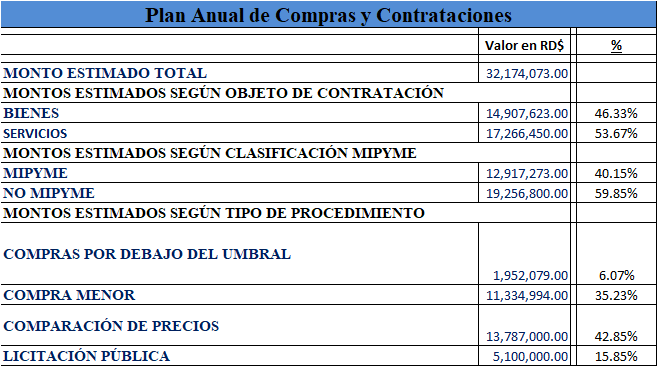 Plan Anual de Compras y Contrataciones
Valor en RD$ %
MONTO ESTIMADO TOTAL 32,174,073.00
MONTOS ESTIMADOS SEGÚN OBJETO DE CONTRATACIÓN
BIENES 14,907,623.00 46.33%
SERVICIOS 17,266,450.00 53.67%
MONTOS ESTIMADOS SEGÚN CLASIFICACIÓN MIPYME
MIPYME 12,917,273.00 40.15%
NO MIPYME 19,256,800.00 59.85%
MONTOS ESTIMADOS SEGÚN TIPO DE PROCEDIMIENTO
COMPRAS POR DEBAJO DEL UMBRAL 1,952,079.00 6.07%
COMPRA MENOR 11,334,994.00 35.23%
COMPARACIÓN DE PRECIOS 13,787,000.00 42.85%
LICITACIÓN PÚBLICA 5,100,000.00 15.85%